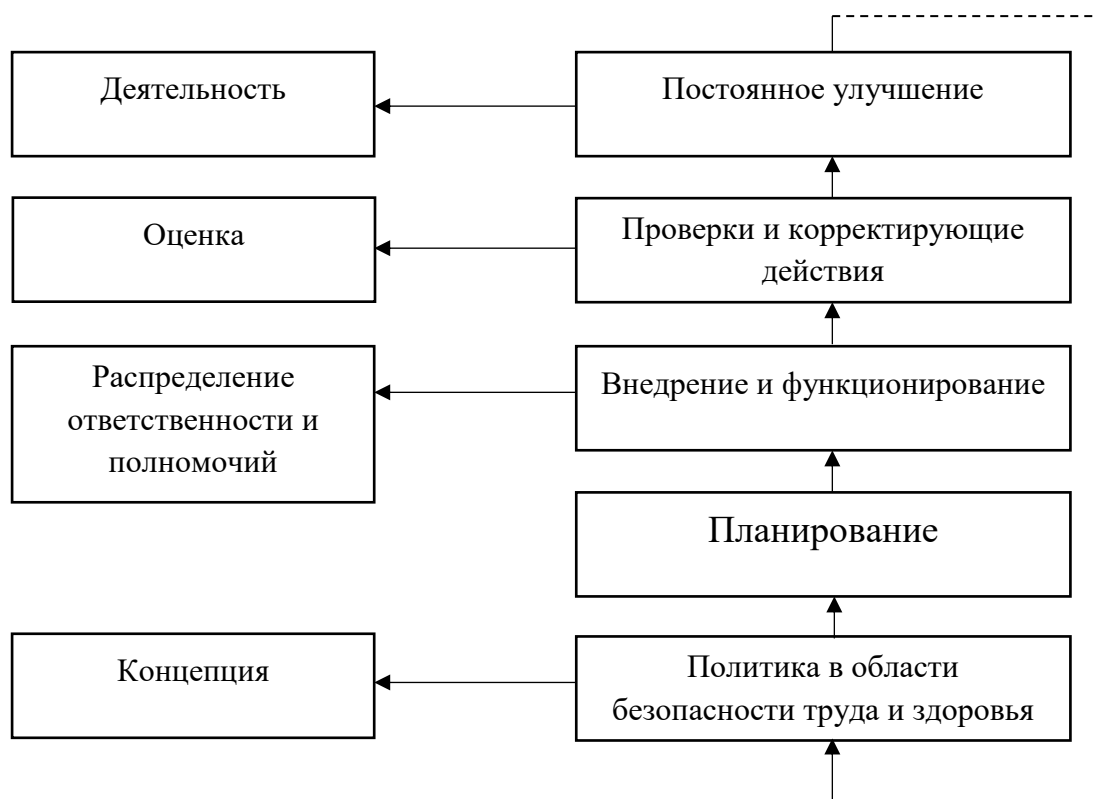 Деятельность
Постоянное улучшение
Оценка
Проверки и корректирующие
действия
Распределение
ответственности и
полномочий
Внедрение и функционирование
Планирование
Концепция
Политика в области
безопасности труда и здоровья